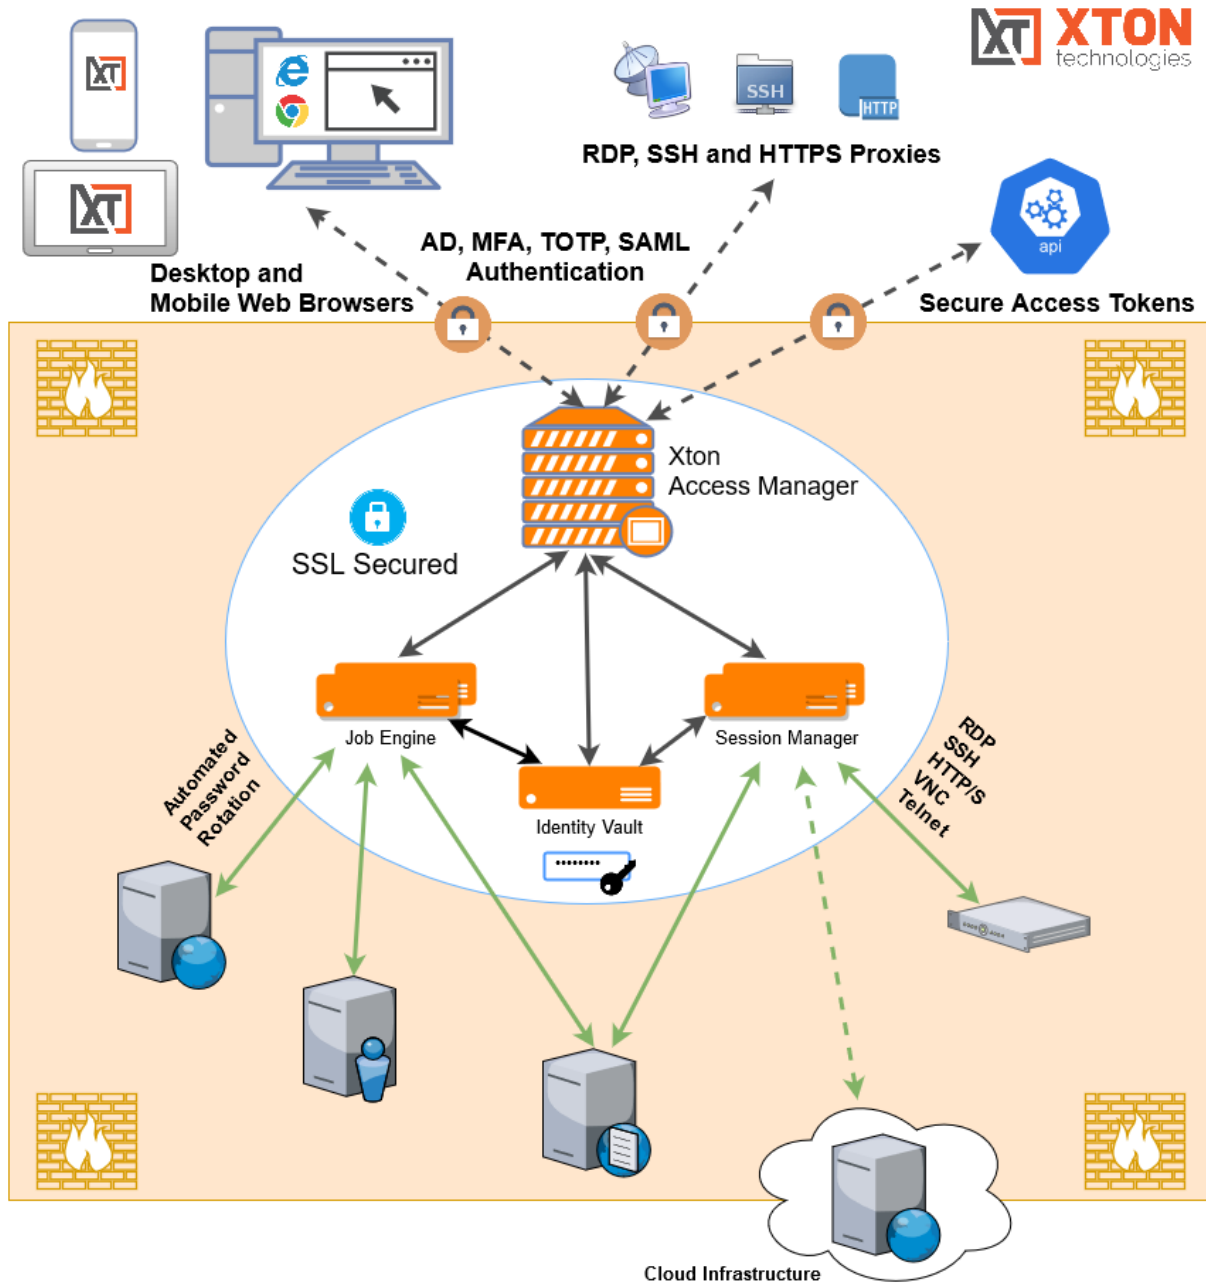 XT XTON
technologies
XT
XT
SSH
HTTP
RDP, SSH and HTTPS Proxies
api
AD, MFA, TOTP, SAML
Authentication
Desktop and
Mobile Web Browsers
Secure Access Tokens
Xton
Access Manager
SSL Secured
Job Engine
Session Manager
Identity Vault
Automated
Password
Rotation
RDP
SSH
HTTP/S
VNC
Telnet
Cloud Infrastructure